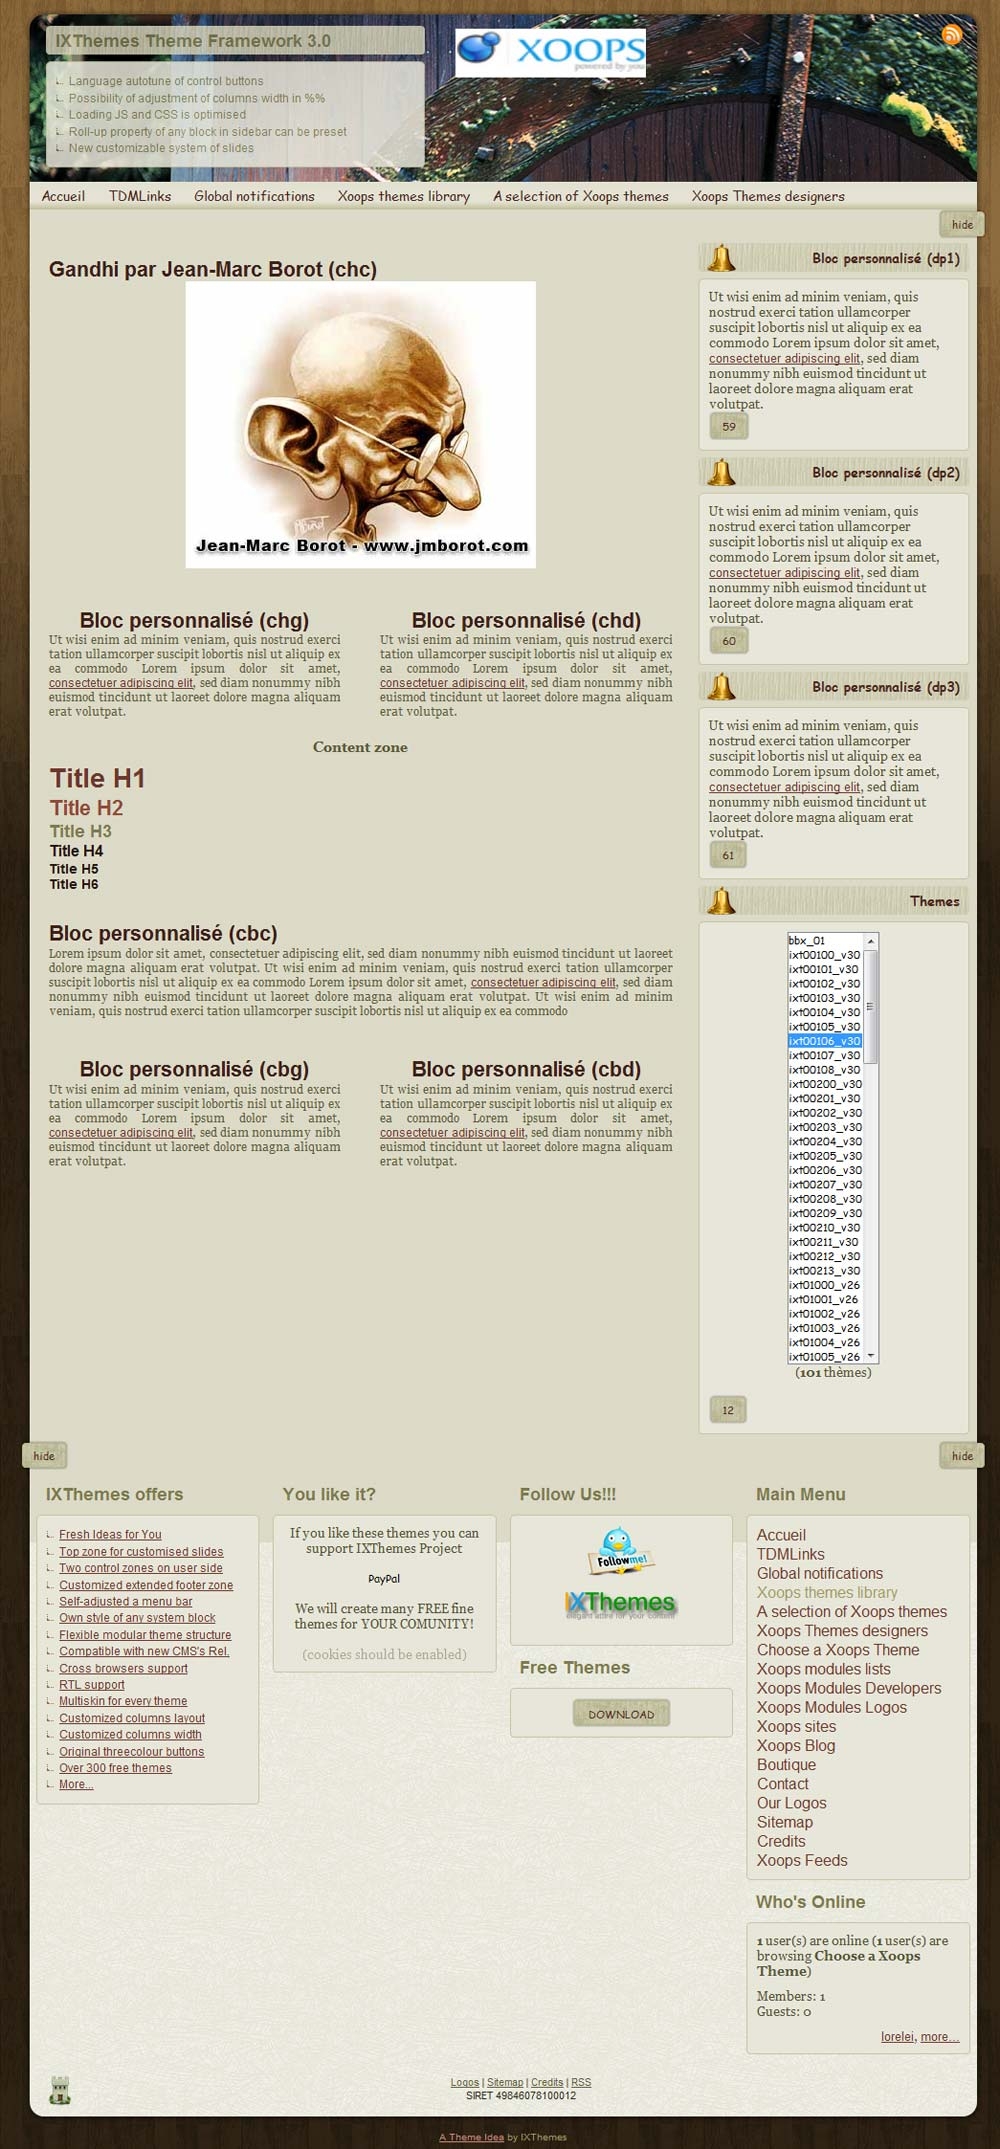 IXThemes Theme Framework 3.0
Language autotune of control buttons
Possibility of adjustment of columns width in %%
Loading JS and CSS is optimised
Roll-up property of any block in sidebar can be preset
New customizable system of slides
XOOPS
powered by you
Accueil TDMLinks Global notifications Xoops themes library A selection of Xoops themes Xoops Themes designers
hide
Gandhi par Jean-Marc Borot (chc)
Jean-Marc Borot - www.jmborot.com
Bloc personnalisé (chg)
Ut wisi enim ad minim veniam, quis nostrud exerci
tation ullamcorper suscipit lobortis nisl ut aliquip ex
ea commodo Lorem ipsum dolor sit amet,
consectetuer adipiscing elit, sed diam nonummy nibh
euismod tincidunt ut laoreet dolore magna aliquam
erat volutpat.
Bloc personnalisé (chd)
Ut wisi enim ad minim veniam, quis nostrud exerci
tation ullamcorper suscipit lobortis nisl ut aliquip ex
ea commodo Lorem ipsum dolor sit amet,
consectetuer adipiscing elit, sed diam nonummy nibh
euismod tincidunt ut laoreet dolore magna aliquam
erat volutpat.
Content zone
Title H1
Title H2
Title H3
Title H4
Title H5
Title H6
Bloc personnalisé (cbc)
Lorem ipsum dolor sit amet, consectetuer adipiscing elit, sed diam nonummy nibh euismod tincidunt ut laoreet
dolore magna aliquam erat volutpat. Ut wisi enim ad minim veniam, quis nostrud exerci tation ullamcorper
suscipit lobortis nisl ut aliquip ex ea commodo Lorem ipsum dolor sit amet, consectetuer adipiscing elit, sed diam
nonummy nibh euismod tincidunt ut laoreet dolore magna aliquam erat volutpat. Ut wisi enim ad minim
veniam, quis nostrud exerci tation ullamcorper suscipit lobortis nisl ut aliquip ex ea commodo
Bloc personnalisé (cbg)
Ut wisi enim ad minim veniam, quis nostrud exerci
tation ullamcorper suscipit lobortis nisl ut aliquip ex
ea commodo Lorem ipsum dolor sit amet,
consectetuer adipiscing elit, sed diam nonummy nibh
euismod tincidunt ut laoreet dolore magna aliquam
erat volutpat.
Bloc personnalisé (cbd)
Ut wisi enim ad minim veniam, quis nostrud exerci
tation ullamcorper suscipit lobortis nisl ut aliquip ex
ea commodo Lorem ipsum dolor sit amet,
consectetuer adipiscing elit, sed diam nonummy nibh
euismod tincidunt ut laoreet dolore magna aliquam
erat volutpat.
Bloc personnalisé (dp1)
Ut wisi enim ad minim veniam, quis
nostrud exerci tation ullamcorper
suscipit lobortis nisl ut aliquip ex ea
commodo Lorem ipsum dolor sit amet,
consectetuer adipiscing elit, sed diam
nonummy nibh euismod tincidunt ut
laoreet dolore magna aliquam erat
volutpat.
59
Bloc personnalisé (dp2)
Ut wisi enim ad minim veniam, quis
nostrud exerci tation ullamcorper
suscipit lobortis nisl ut aliquip ex ea
commodo Lorem ipsum dolor sit amet,
consectetuer adipiscing elit, sed diam
nonummy nibh euismod tincidunt ut
laoreet dolore magna aliquam erat
volutpat.
60
Bloc personnalisé (dp3)
Ut wisi enim ad minim veniam, quis
nostrud exerci tation ullamcorper
suscipit lobortis nisl ut aliquip ex ea
commodo Lorem ipsum dolor sit amet,
consectetuer adipiscing elit, sed diam
nonummy nibh euismod tincidunt ut
laoreet dolore magna aliquam erat
volutpat.
61
Themes
bbx_01
ixt00100_v30
ixt00101_v30
ixt00102_v30
ixt00103_v30
ixt00104_v30
ixt00105_v30
ixt00106_v30
ixt00107_v30
ixt00108_v30
ixt00200_v30
ixt00201_v30
ixt00202_v30
ixt00203_v30
ixt00204_v30
ixt00205_v30
ixt00206_v30
ixt00207_v30
ixt00208_v30
ixt00209_v30
ixt00210_v30
ixt00211_v30
ixt00212_v30
ixt00213_v30
ixt01000_v26
ixt01001_v26
ixt01002_v26
ixt01003_v26
ixt01004_v26
ixt01005_v26
(101 thèmes)
12
hide
hide
IXThemes offers
Fresh Ideas for You
Top zone for customised slides
Two control zones on user side
Customized extended footer zone
Self-adjusted a menu bar
Own style of any system block
Flexible modular theme structure
Compatible with new CMS's Rel.
Cross browsers support
RTL support
Multiskin for every theme
Customized columns layout
Customized columns width
Original threecolour buttons
Over 300 free themes
More...
You like it?
If you like these themes you can
support IXThemes Project
PayPal
We will create many FREE fine
themes for YOUR COMUNITY!
(cookies should be enabled)
Follow Us!!!
Followme!
IXThemes
elegant attire for your content
Free Themes
DOWNLOAD
Main Menu
Accueil
TDMLinks
Global notifications
Xoops themes library
A selection of Xoops themes
Xoops Themes designers
Choose a Xoops Theme
Xoops modules lists
Xoops Modules Developers
Xoops Modules Logos
Xoops sites
Xoops Blog
Boutique
Contact
Our Logos
Sitemap
Credits
Xoops Feeds
Who's Online
1 user(s) are online (1 user(s) are
browsing Choose a Xoops
Theme)
Members: 1
Guests: 0
lorelei, more...
Logos | Sitemap | Credits | RSS
SIRET 49846078100012
A Theme Idea by IXThemes